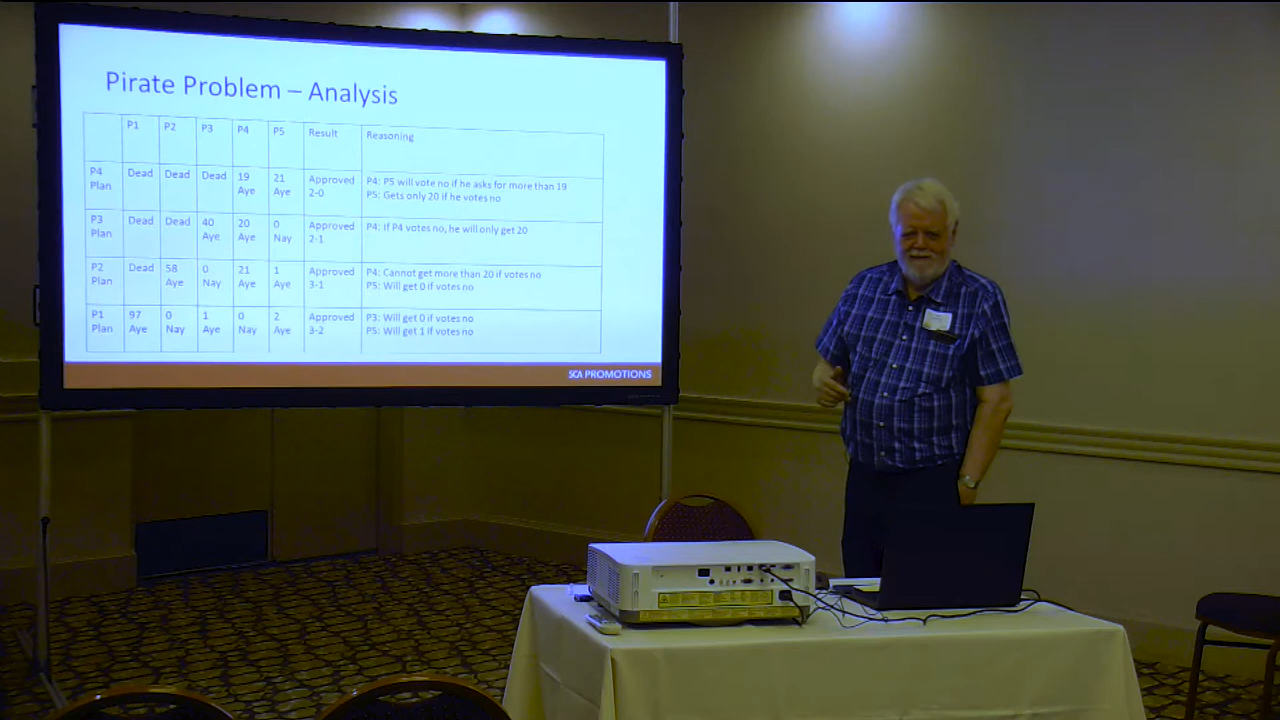 Pirate Problem – Analysis
P1 P2 P3 P4 P5 Result Reasoning
P4 Plan Dead Dead Dead 19 Aye 21 Aye Approved 2-0 P4: P5 will vote no if he asks for more than 19
P5: Gets only 20 if he votes no
P3 Plan Dead Dead 40 Aye 20 Aye 0 Nay Approved 2-1 P4: If P4 votes no, he will only get 20
P2 Plan Dead 58 Aye 0 Nay 21 Aye 1 Aye Approved 3-1 P4: Cannot get more than 20 if votes no
P5: Will get 0 if votes no
P1 Plan 97 Aye 0 Nay 1 Aye 0 Nay 2 Aye Approved 3-2 P3: Will get 0 if votes no
P5: Will get 1 if votes no
SCA PROMOTIONS